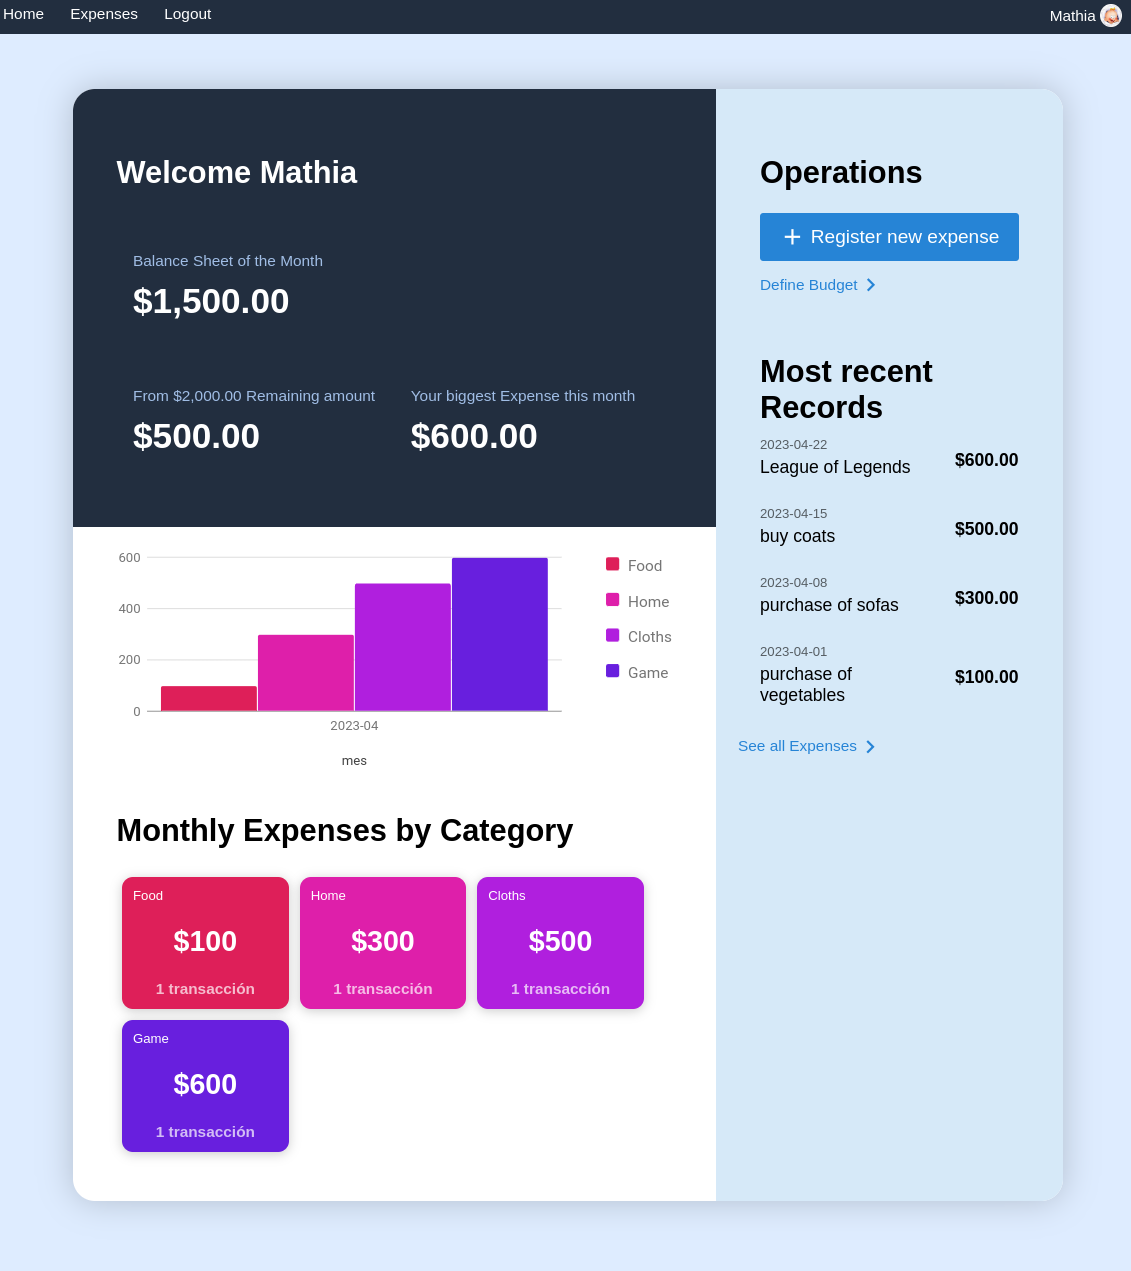 Home Expenses Logout Mathia
Welcome Mathia
Balance Sheet of the Month
$1,500.00
From $2,000.00 Remaining amount
$500.00
Your biggest Expense this month
$600.00
600
400
200
0
2023-04
mes
Food
Home
Cloths
Game
Monthly Expenses by Category
Food
$100
1 transacción
Home
$300
1 transacción
Cloths
$500
1 transacción
Game
$600
1 transacción
Operations
Register new expense
Define Budget
Most recent
Records
2023-04-22
League of Legends
$600.00
2023-04-15
buy coats
$500.00
2023-04-08
purchase of sofas
$300.00
2023-04-01
purchase of
vegetables
$100.00
See all Expenses